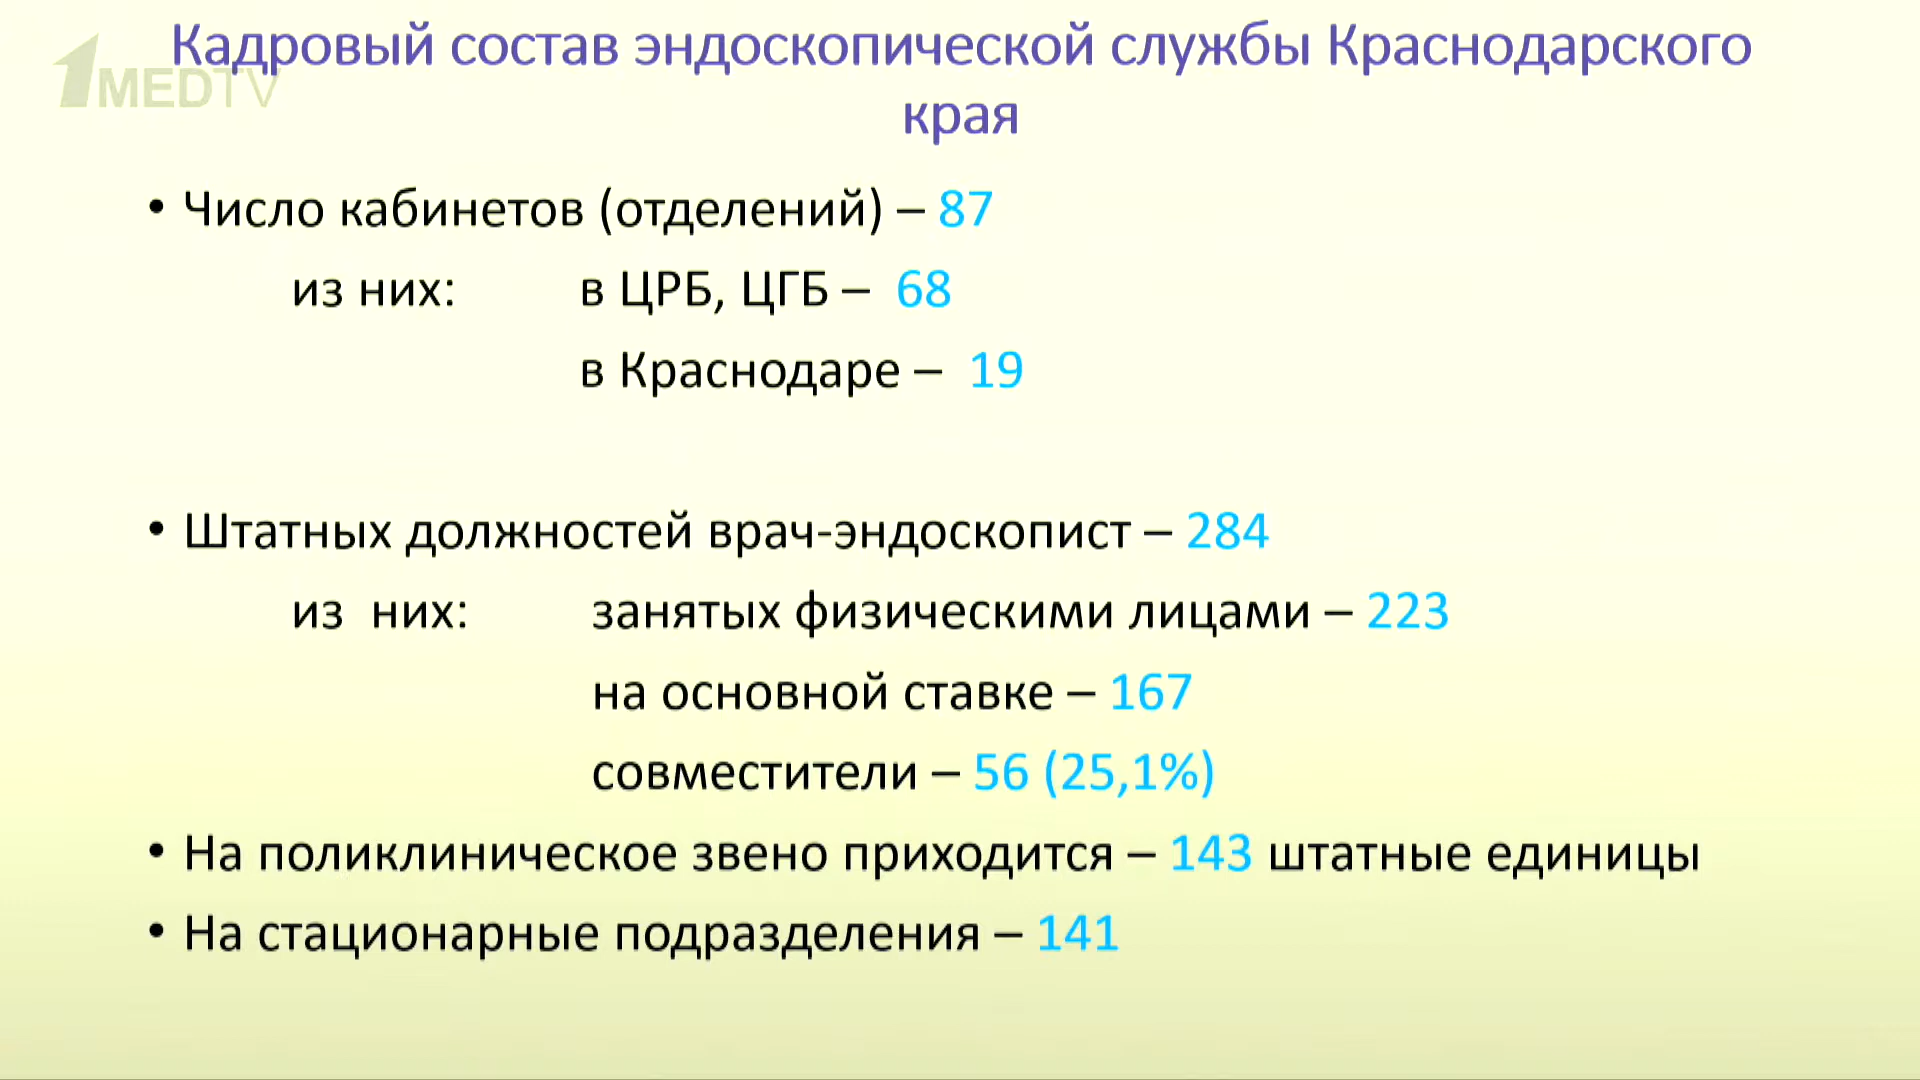 1MEDTV
Кадровый состав эндоскопической службы Краснодарского
края
• Число кабинетов (отделений) – 87
из них: в ЦРБ, ЦГБ – 68
в Краснодаре – 19
• Штатных должностей врач-эндоскопист – 284
из них: занятых физическими лицами – 223
на основной ставке – 167
совместители – 56 (25,1%)
• На поликлиническое звено приходится – 143 штатные единицы
• На стационарные подразделения – 141